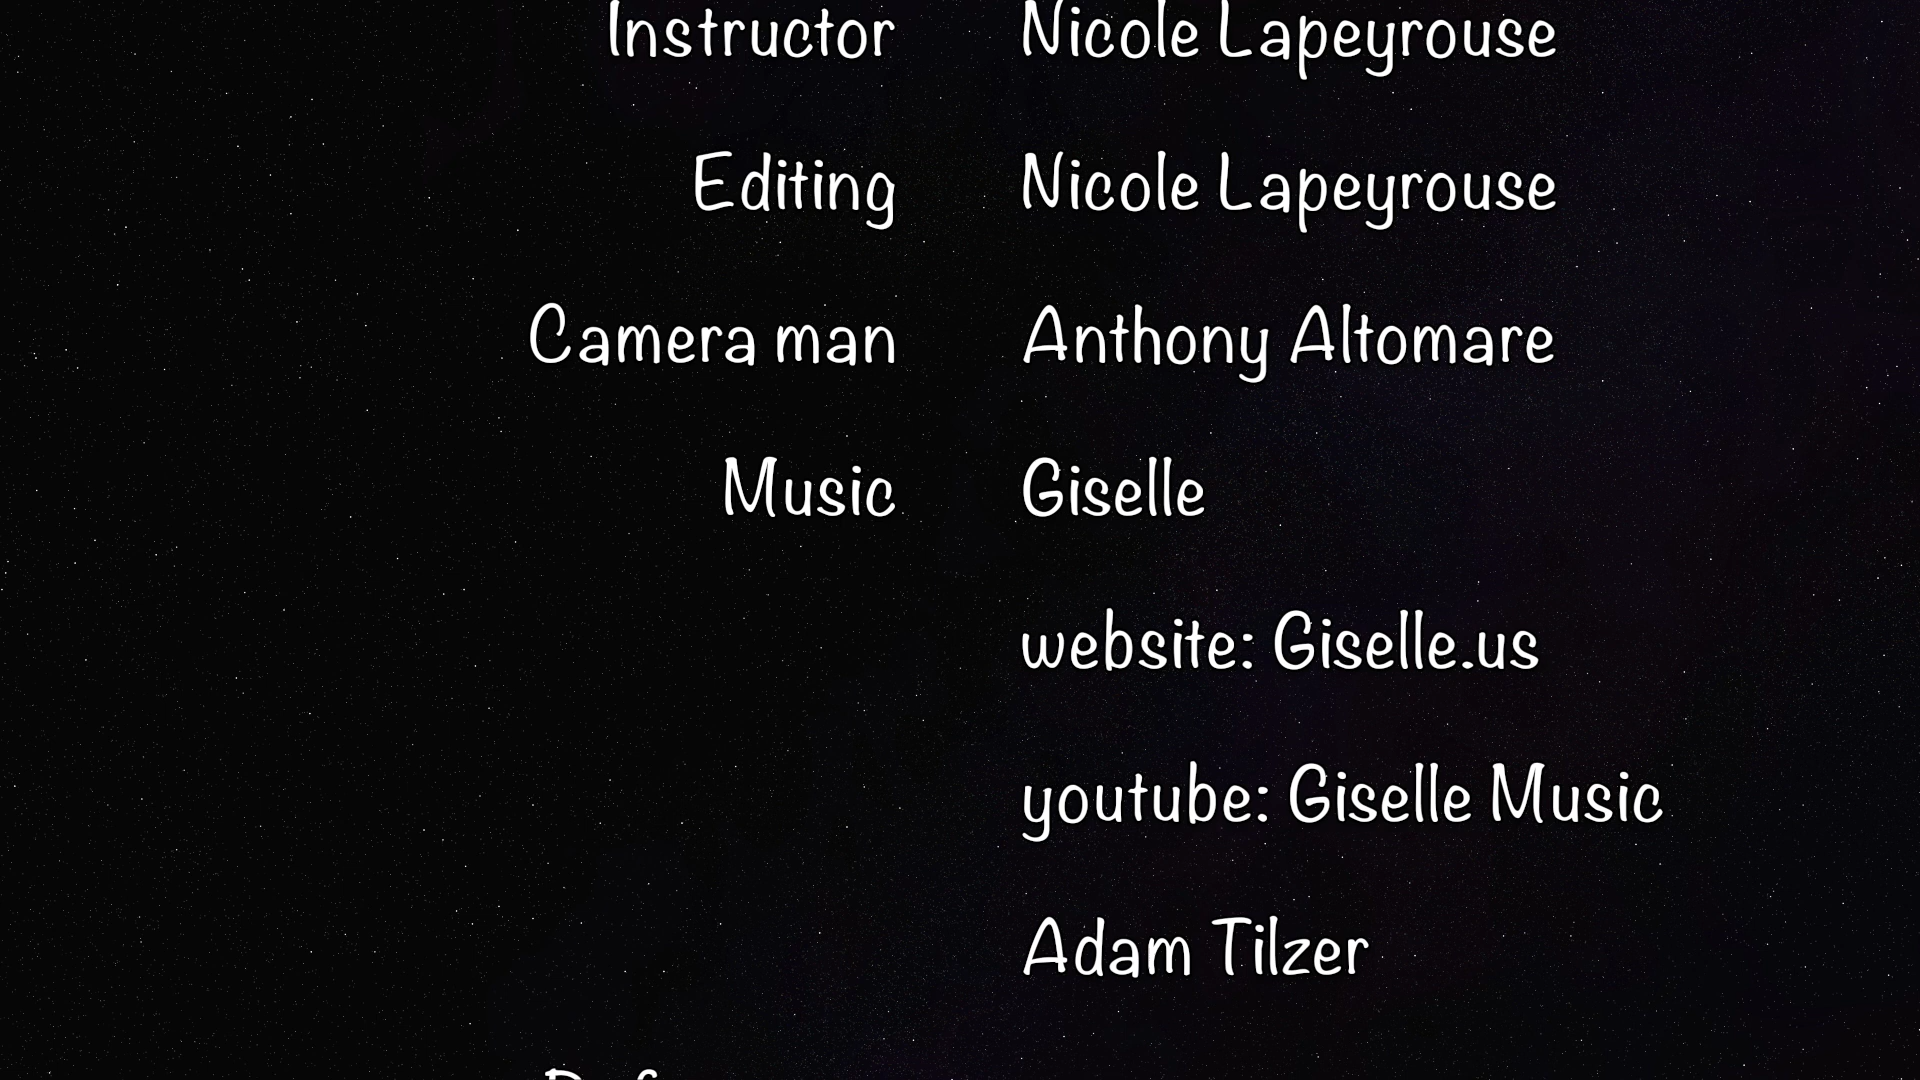 Instructor Nicole Lapeyrouse
Editing Nicole Lapeyrouse
Camera man Anthony Altomare
Music Giselle
website: Giselle.us
youtube: Giselle Music
Adam Tilzer